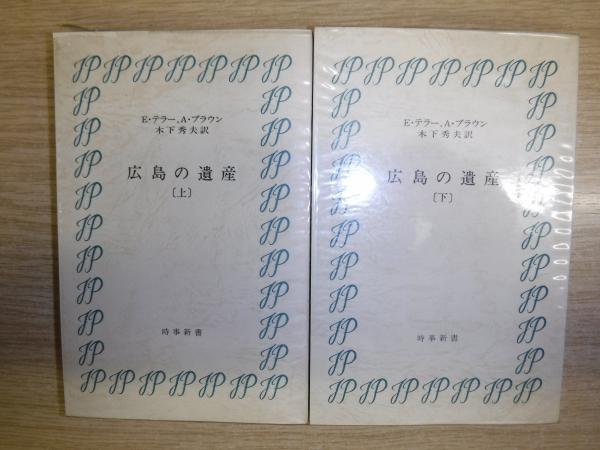 E・テラー、A・ブラウン
木下秀夫訳
広島の遺産
〔上〕
時事新書
E・テラー、A・ブラウン
木下秀夫訳
広島の遺産
〔下〕
時事新書